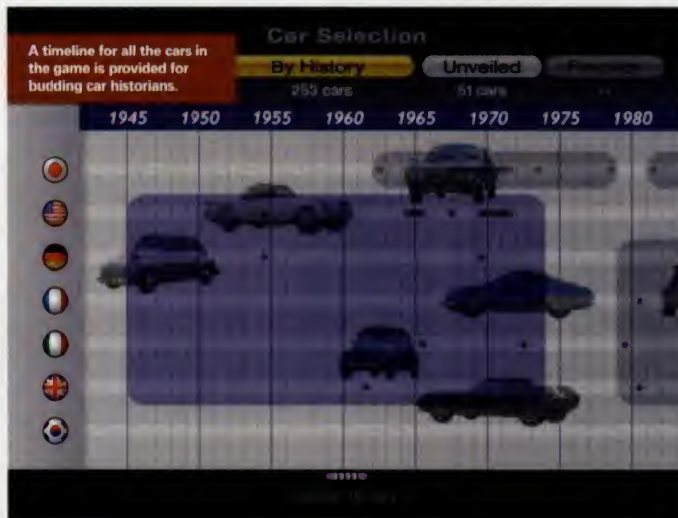 Car Selection
A timeline for all the cars in
the game is provided for
budding car historians.
By History
Unveiled
253 cars
51 cars
1945 1950 1955 1960 1965 1970 1975 1980